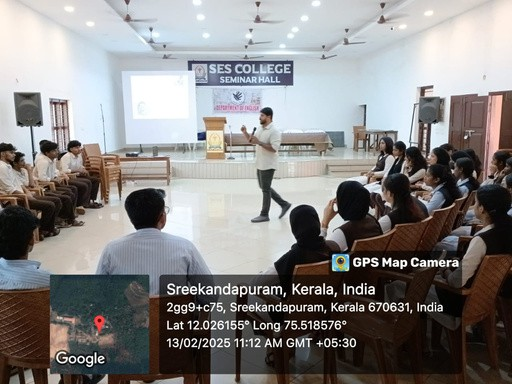 SES COLLEGE
SEMINAR HALL
DEPARTMENT OF ENGLISH
GPS Map Camera
Sreekandapuram, Kerala, India
2gg9+c75, Sreekandapuram, Kerala 670631, India
Lat 12.026155° Long 75.518576°
13/02/2025 11:12 AM GMT +05:30
Google